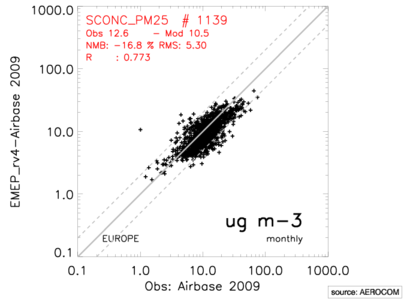 1000.0
SCONC_PM25 # 1139
Obs 12.6 - Mod 10.5
NMB: -16.8 % RMS: 5.30
R : 0.773
100.0
EMEP_rv4-Airbase 2009
10.0
1.0
ug m-3
EUROPE monthly
0.1
0.1 1.0 10.0 100.0 1000.0
Obs: Airbase 2009
source: AEROCOM